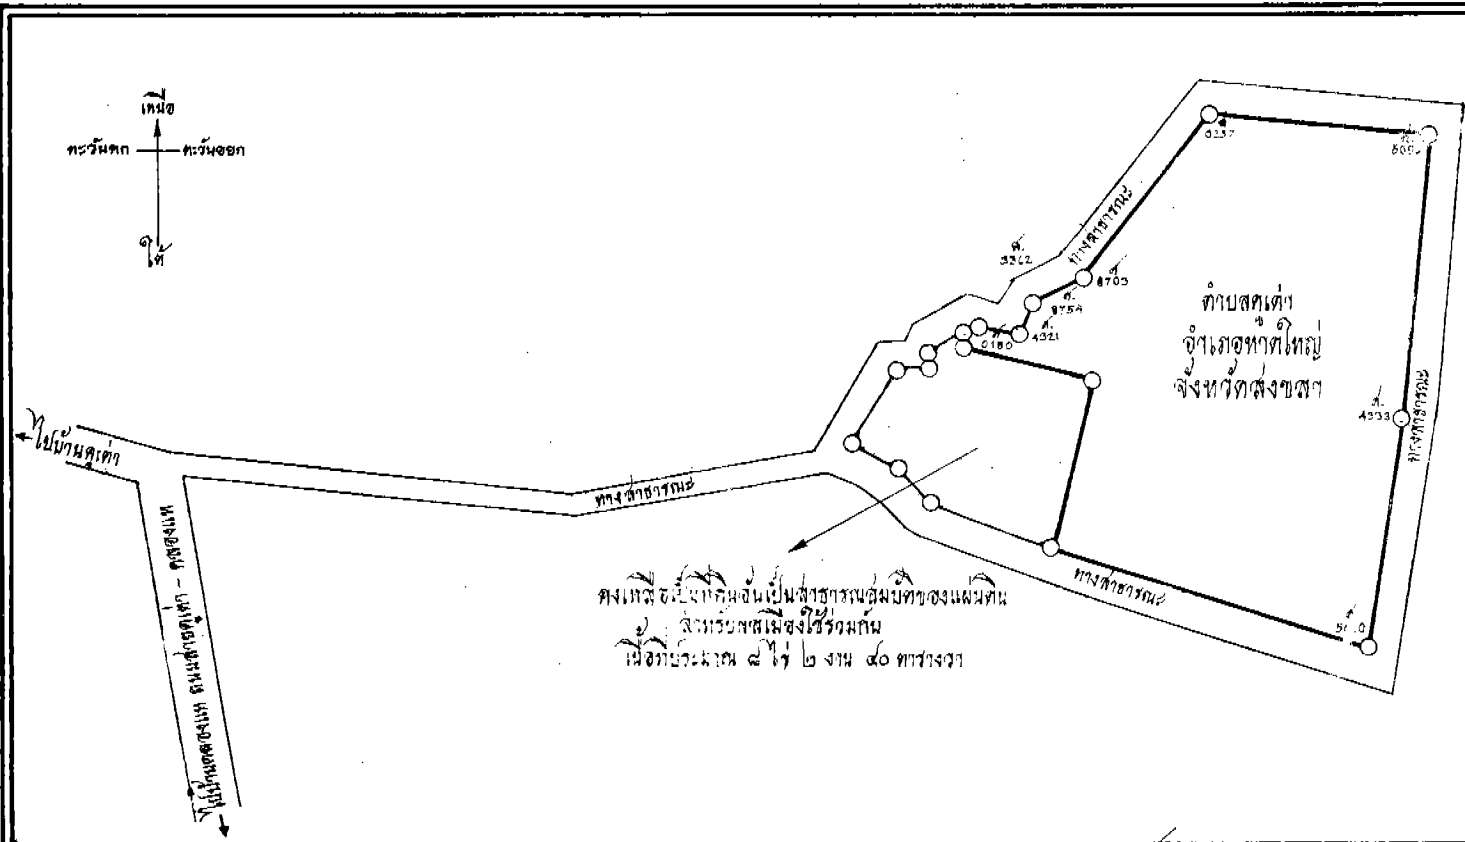 เหนือ
ตะวันตก
ตะวันออก
ใต้
ทางสาธารณะ
ต.
3362
ต.
8703
ต.
8754
ต.
4321
0180
0237
ต.
ตำบลคูเต่า
อำเภอหาดใหญ่
จังหวัดสงขลา
ต.
4333
ทางสาธารณะ
ไปบ้านคูเต่า
ทางสาธารณะ
ทางสาธารณะ
ต.
คงเหลือเป็นที่ดินอันเป็นสาธารณสมบัติของแผ่นดิน
สำหรับพลเมืองใช้ร่วมกัน
เนื้อที่ประมาณ ๘ ไร่ ๒ งาน ๔๐ ตารางวา
ไปบ้านคลองแห ถนนสายคูเต่า - คลองแห